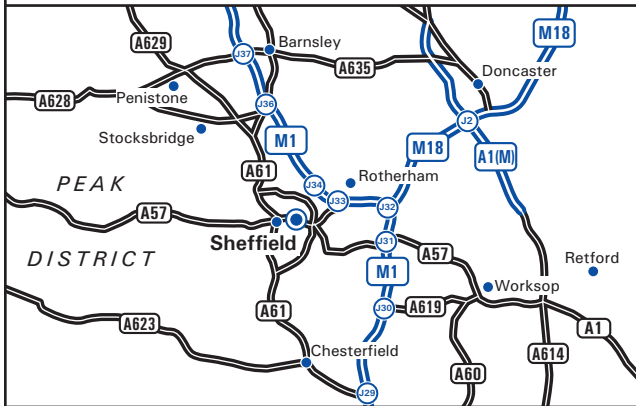 A629
J37
Barnsley
M18
A635
Doncaster
A628
Penistone
J36
Stocksbridge
M1
J2
M18
A1(M)
A61
PEAK
J34
Rotherham
J33
J32
A57
Sheffield
J31
A57
DISTRICT
M1
Retford
Worksop
J30
A619
A61
A623
A1
Chesterfield
A614
A60
J29